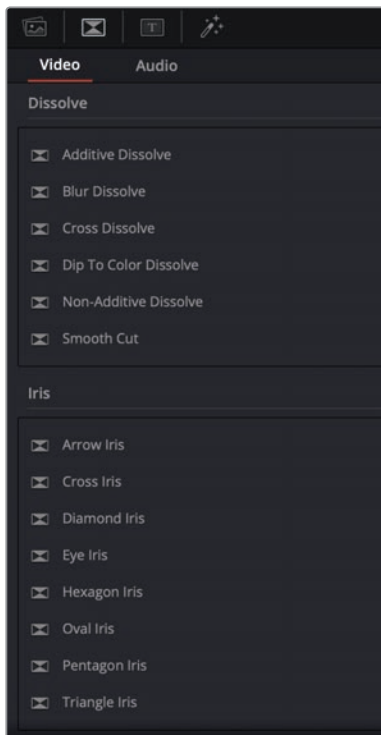 T
Video Audio
Dissolve
Additive Dissolve
Blur Dissolve
Cross Dissolve
Dip To Color Dissolve
Non-Additive Dissolve
Smooth Cut
Iris
Arrow Iris
Cross Iris
Diamond Iris
Eye Iris
Hexagon Iris
Oval Iris
Pentagon Iris
Triangle Iris